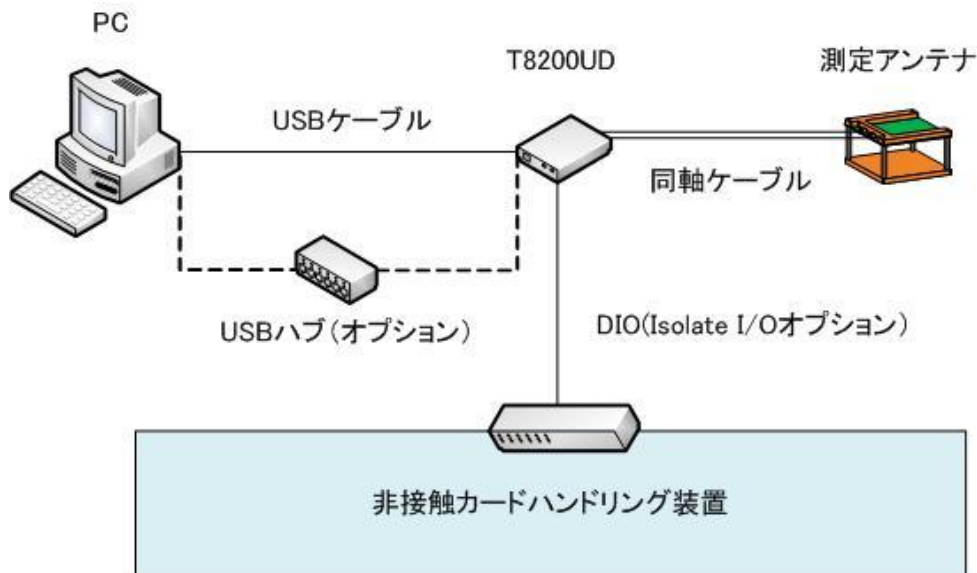 PC
T8200UD
測定アンテナ
USBケーブル
同軸ケーブル
USBハブ(オプション)
DIO(Isolate I/Oオプション)
非接触カードハンドリング装置